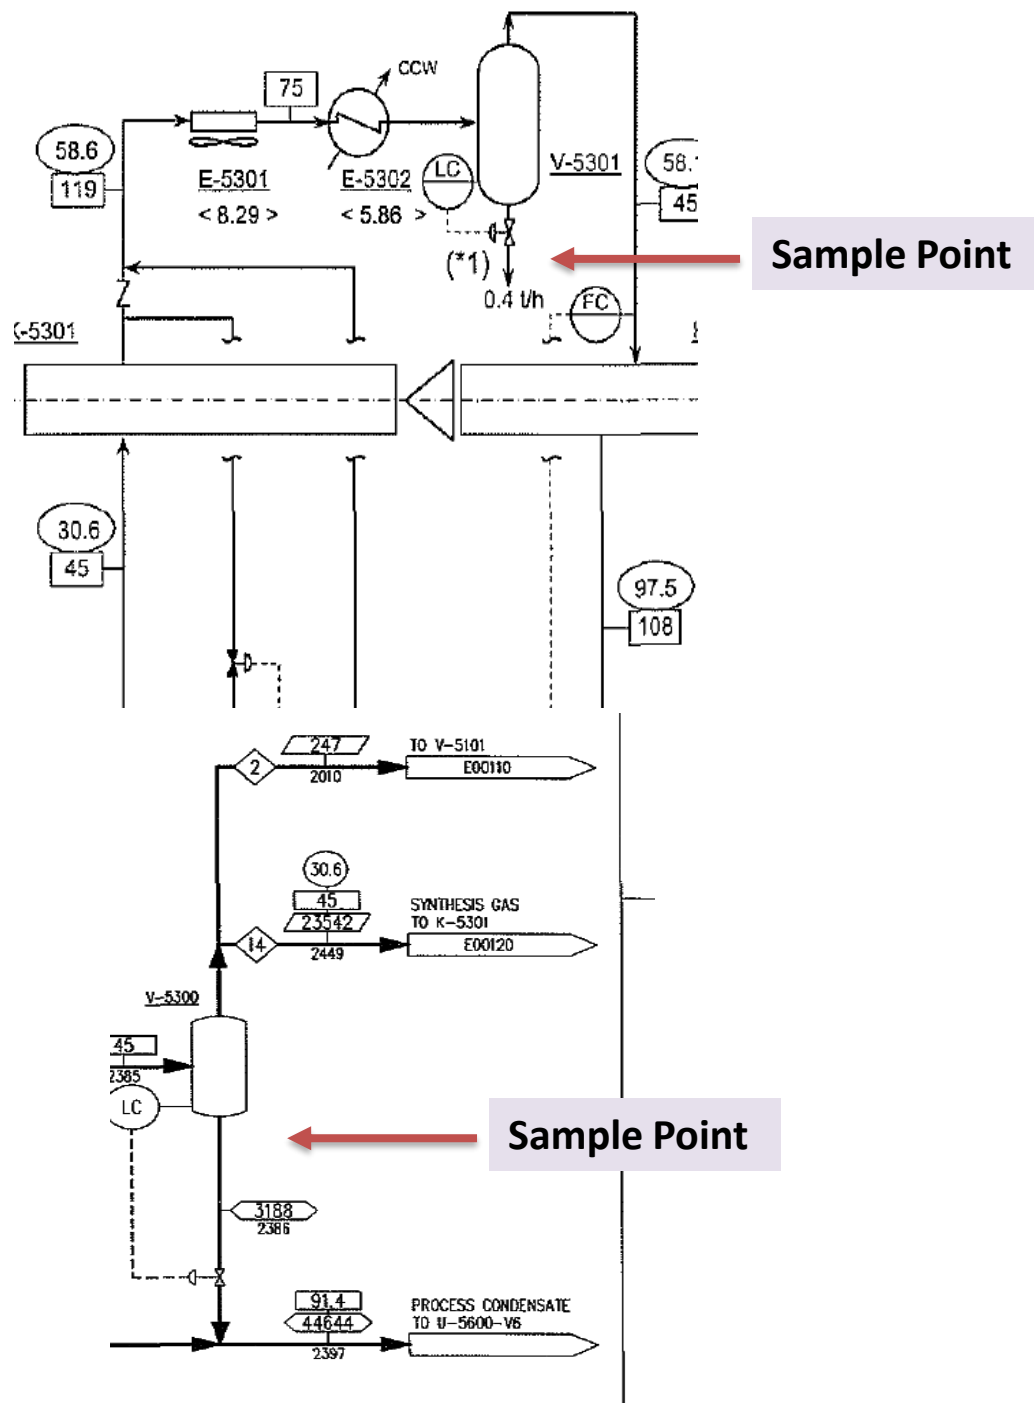 CCW
75
58.6
119
E-5301
< 8.29 >
E-5302
< 5.86 >
LC
V-5301
58.
45
Sample Point
(*1)
0.4 t/h
FC
K-5301
30.6
45
97.5
108
247
2
2010
TO V-5101
E00110
30.6
45
23542
14
2449
SYNTHESIS GAS
TO K-5301
E00120
V-5300
45
2385
LC
Sample Point
3188
2386
91.4
44644
2397
PROCESS CONDENSATE
TO U-5600-V6